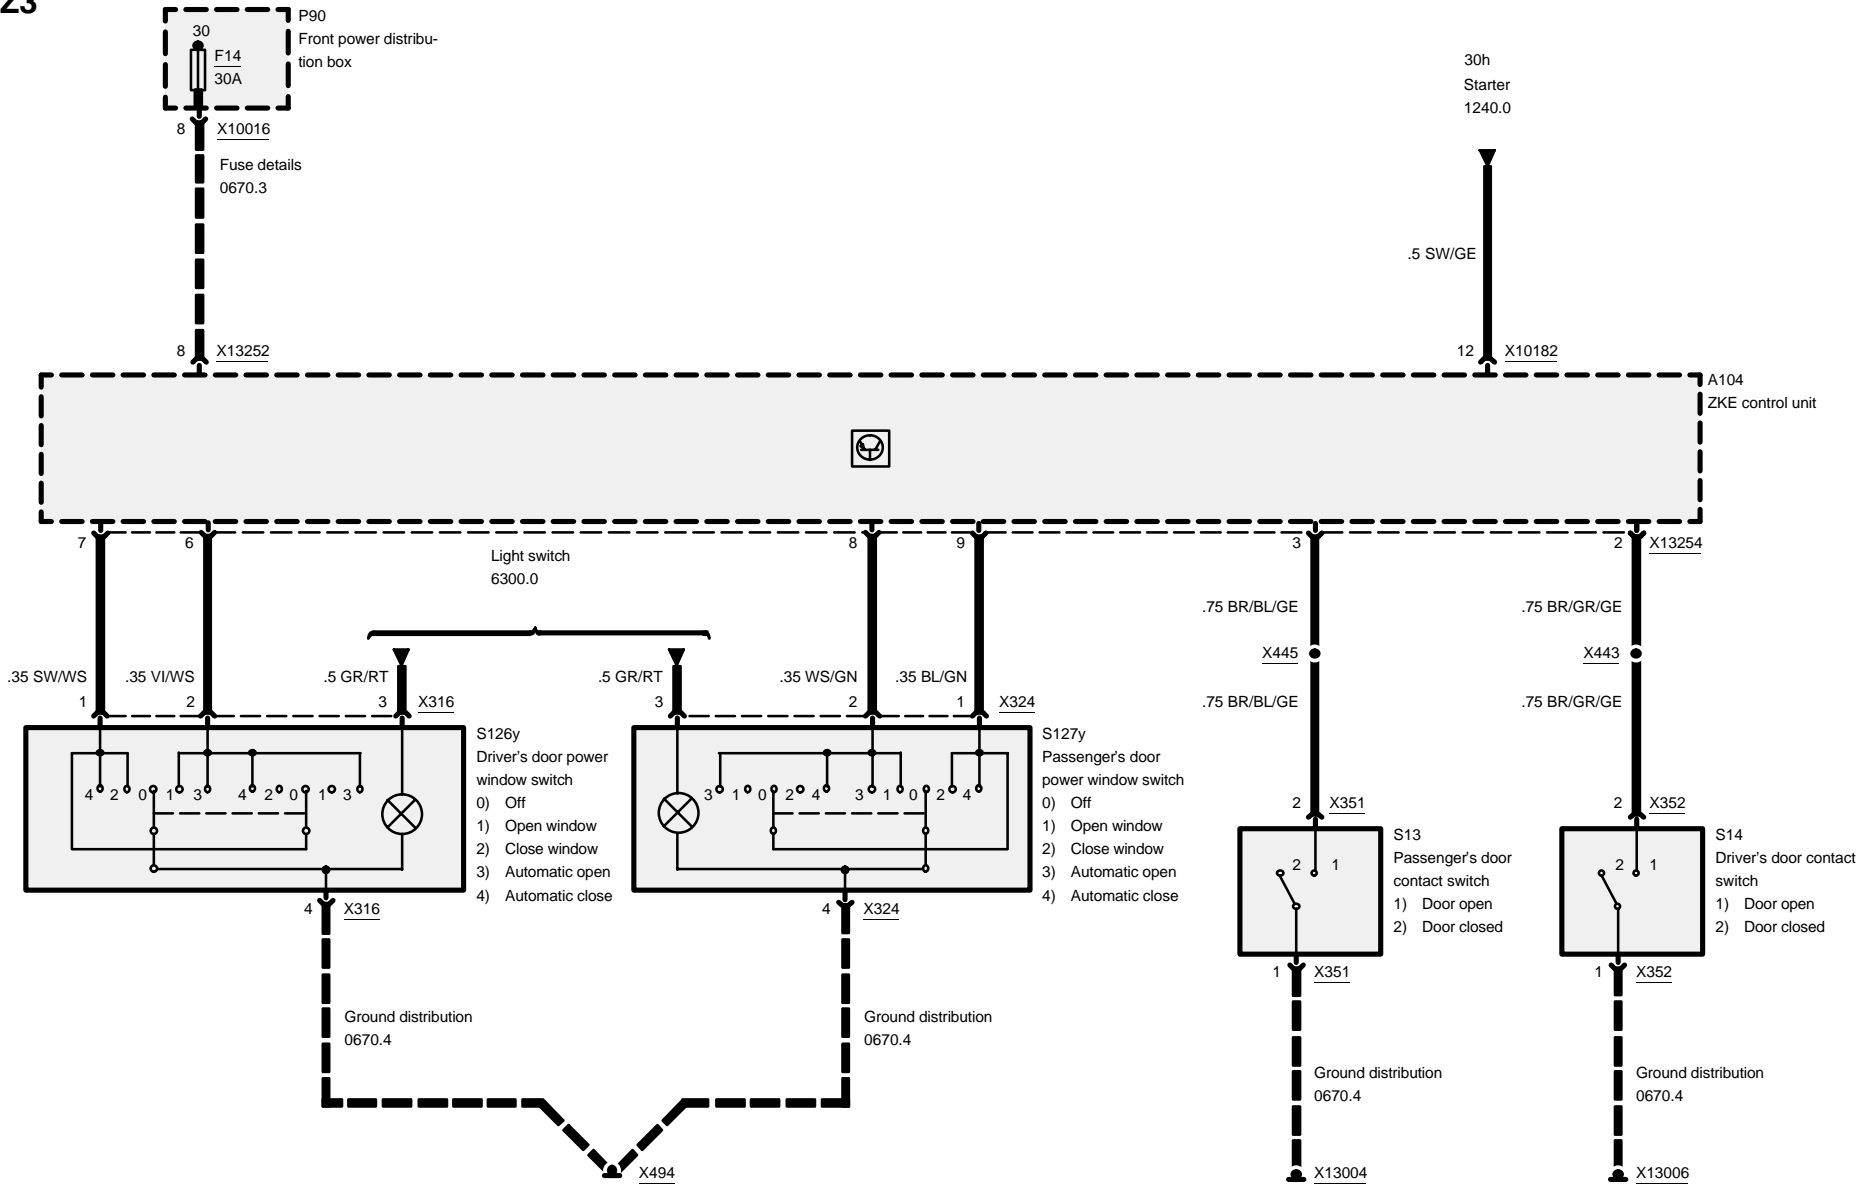 Z3
P90
Front power distribu-
tion box
30
F14
30A
8 X10016
Fuse details
0670.3
30h
Starter
1240.0
.5 SW/GE
8 X13252
12 X10182
A104
ZKE control unit
7 6 8 9 3 2 X13254
Light switch
6300.0
.75 BR/BL/GE .75 BR/GR/GE
X445 X443
.35 SW/WS .35 VI/WS .5 GR/RT .5 GR/RT .35 WS/GN .35 BL/GN
.75 BR/BL/GE .75 BR/GR/GE
1 2 3 X316 3 2 1 X324
S126y
Driver's door power
window switch
0) Off
1) Open window
2) Close window
3) Automatic open
4) Automatic close
4 2 0 1 3 4 2 0 1 3
S127y
Passenger's door
power window switch
0) Off
1) Open window
2) Close window
3) Automatic open
4) Automatic close
3 1 0 2 4 3 1 0 2 4
2 X351
S13
Passenger's door
contact switch
1) Door open
2) Door closed
2 1
2 X352
S14
Driver's door contact
switch
1) Door open
2) Door closed
2 1
4 X316
4 X324
1 X351
1 X352
Ground distribution
0670.4
Ground distribution
0670.4
Ground distribution
0670.4
Ground distribution
0670.4
X494
X13004
X13006